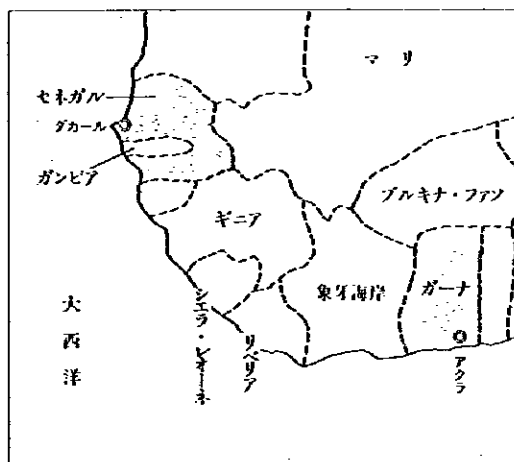 マリ
セネガル
ダカール
ガンビア
ブルキナ・ファソ
ギニア
象牙海岸
ガーナ
大西洋
シエラ・レオーネ
リベリア
アクラ